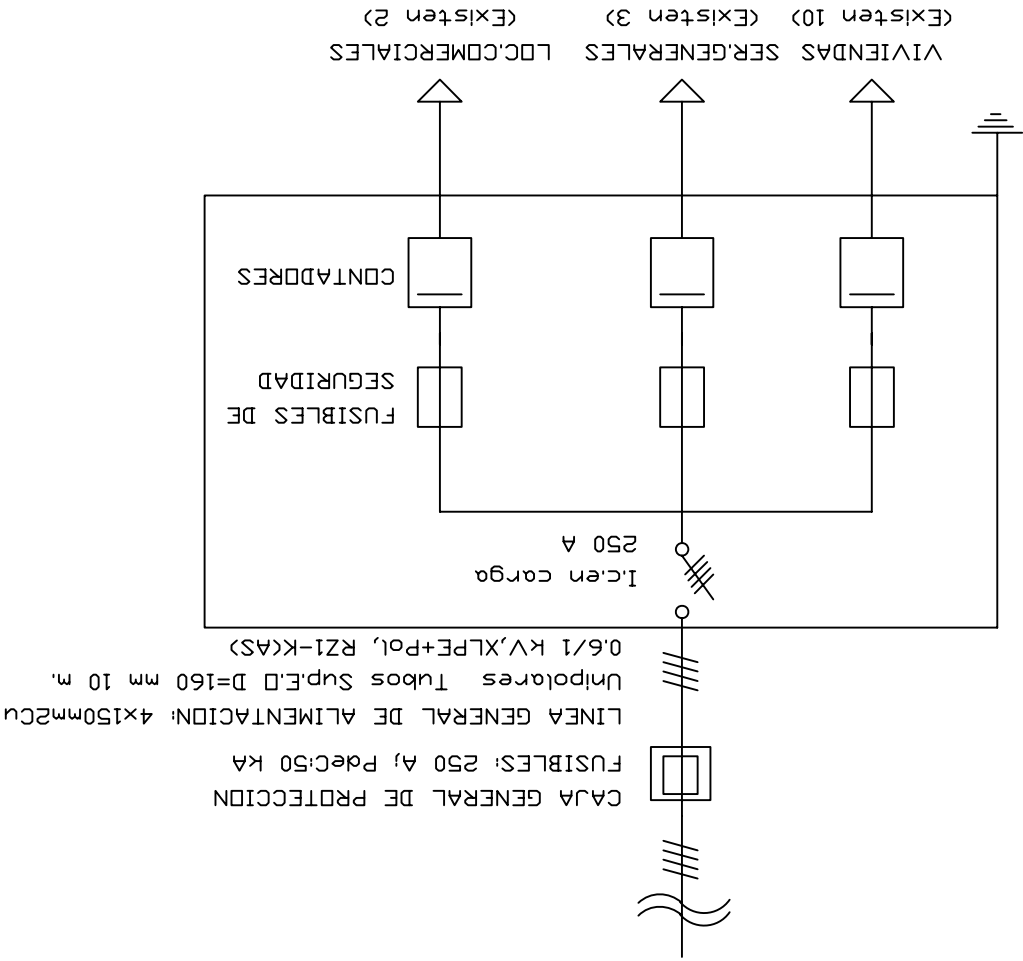 CAJA GENERAL DE PROTECCION
FUSIBLES: 250 A; PdeC:50 kA
LINEA GENERAL DE ALIMENTACION: 4x150mm2Cu
Unipolares Tubos Sup.E.O D=160 mm 10 m.
0.6/1 kV,XLPE+Pol, RZ1-K(AS)
I.c.en carga
250 A
FUSIBLES DE
SEGURIDAD
CONTADORES
VIVIENDAS
(Existen 10)
SER.GENERALES
(Existen 3)
LOC.COMERCIALES
(Existen 2)